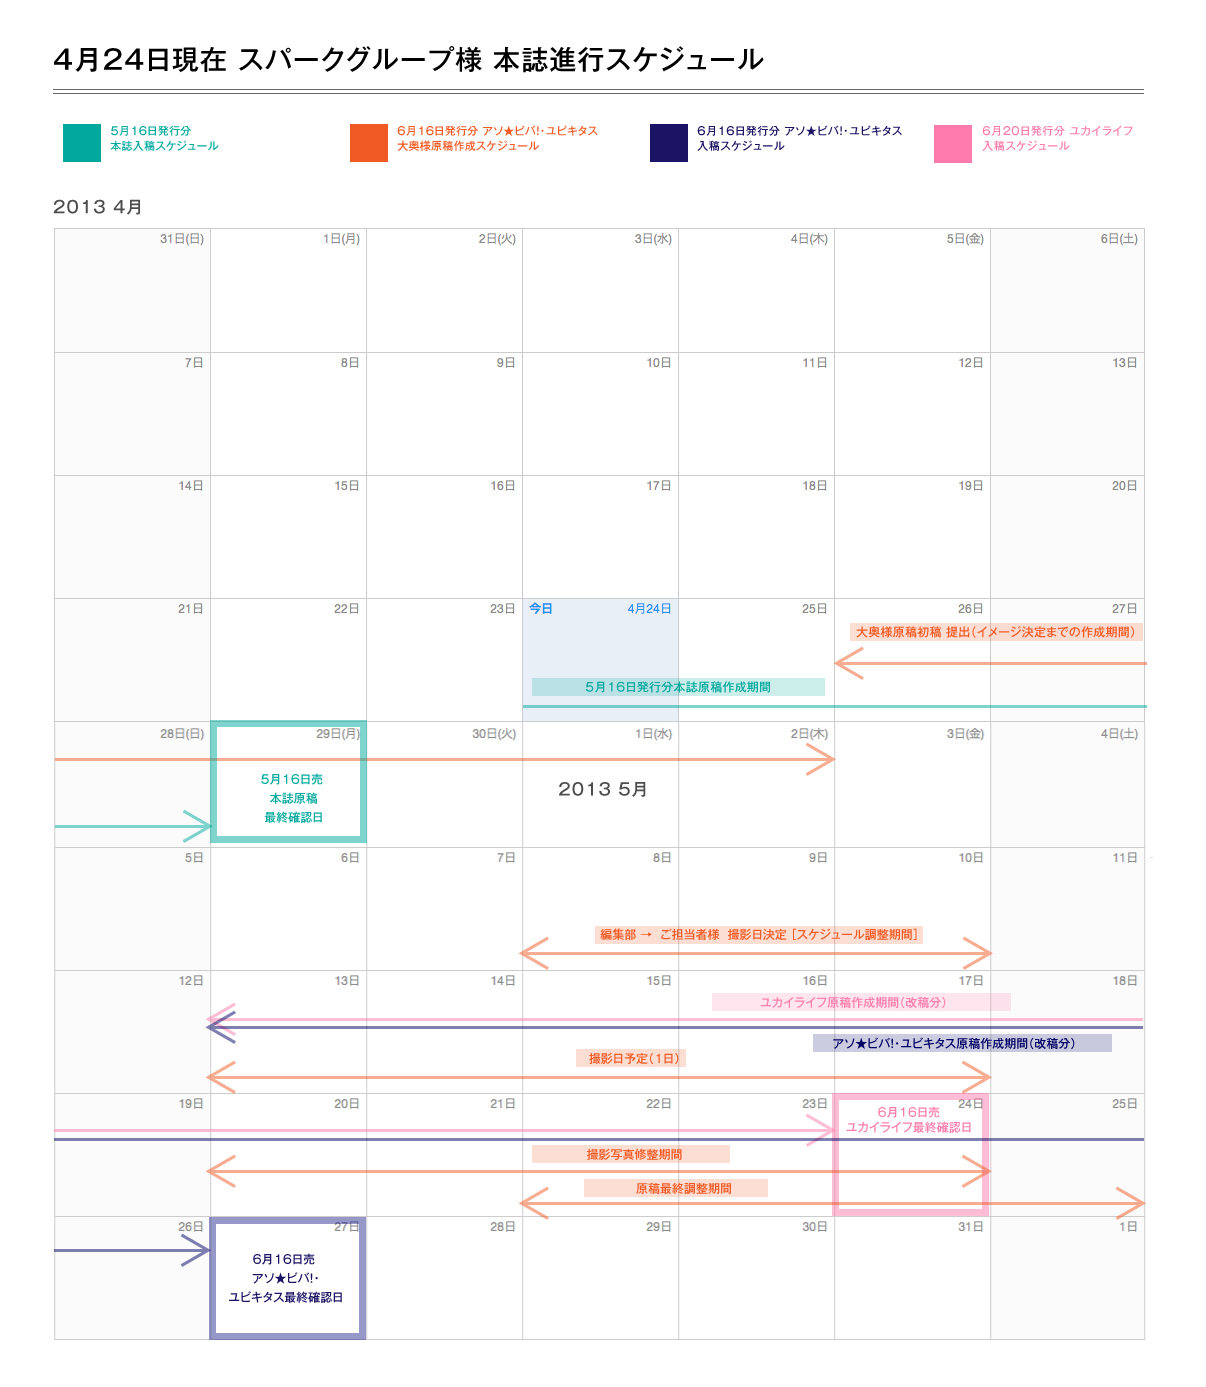 4月24日現在 スパークグループ様 本誌進行スケジュール
5月16日発行分
本誌入稿スケジュール
6月16日発行分 アソ★ビバ!・ユビキタス
大奥様原稿作成スケジュール
6月16日発行分 アソ★ビバ!・ユビキタス
入稿スケジュール
6月20日発行分 ユカイライフ
入稿スケジュール
2013 4月
31日(日) 1日(月) 2日(火) 3日(水) 4日(木) 5日(金) 6日(土)
7日 8日 9日 10日 11日 12日 13日
14日 15日 16日 17日 18日 19日 20日
21日 22日 23日 今日 4月24日 25日 26日 27日
大奥様原稿初稿 提出(イメージ決定までの作成期間)
5月16日発行分本誌原稿作成期間
28日(日) 29日(月) 30日(火) 1日(水) 2日(木) 3日(金) 4日(土)
5月16日売
本誌原稿
最終確認日
2013 5月
5日 6日 7日 8日 9日 10日 11日
編集部 → ご担当者様 撮影日決定 [スケジュール調整期間]
12日 13日 14日 15日 16日 17日 18日
ユカイライフ原稿作成期間(改稿分)
アソ★ビバ!・ユビキタス原稿作成期間(改稿分)
撮影日予定(1日)
19日 20日 21日 22日 23日 24日 25日
6月16日売
ユカイライフ最終確認日
撮影写真修整期間
原稿最終調整期間
26日 27日 28日 29日 30日 31日 1日
6月16日売
アソ★ビバ!・
ユビキタス最終確認日